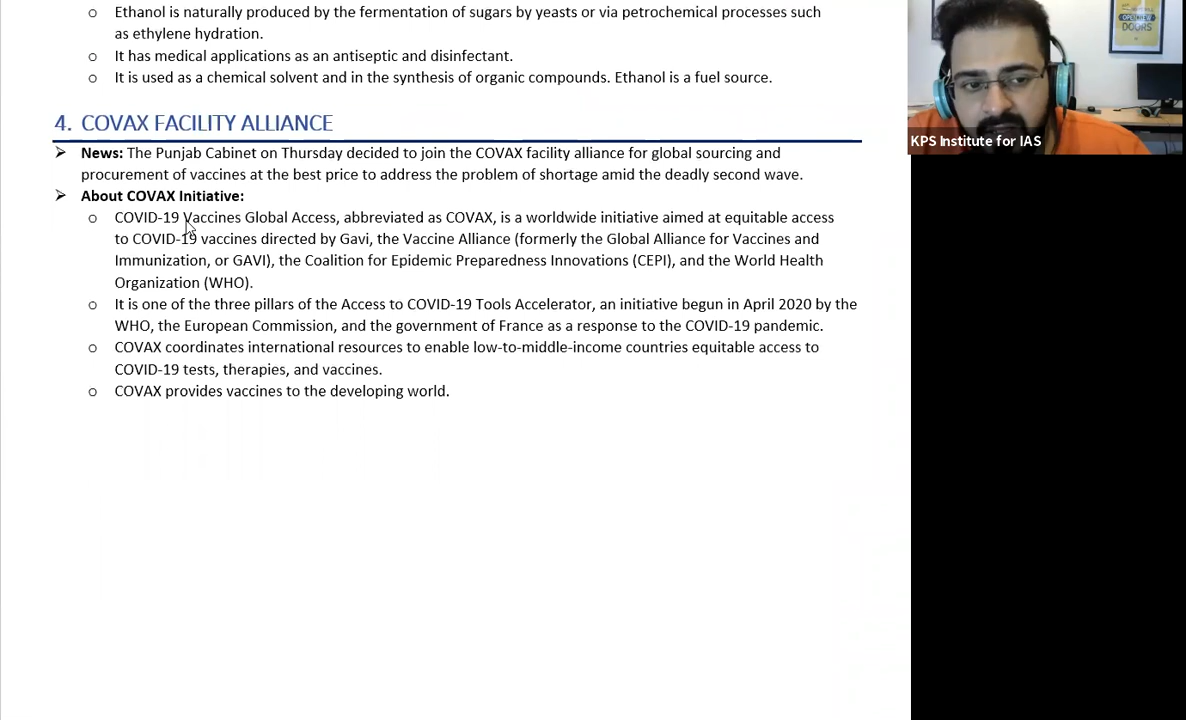 o Ethanol is naturally produced by the fermentation of sugars by yeasts or via petrochemical processes such
as ethylene hydration.
o It has medical applications as an antiseptic and disinfectant.
o It is used as a chemical solvent and in the synthesis of organic compounds. Ethanol is a fuel source.
4. COVAX FACILITY ALLIANCE
➢ News: The Punjab Cabinet on Thursday decided to join the COVAX facility alliance for global sourcing and
procurement of vaccines at the best price to address the problem of shortage amid the deadly second wave.
➢ About COVAX Initiative:
o COVID-19 Vaccines Global Access, abbreviated as COVAX, is a worldwide initiative aimed at equitable access
to COVID-19 vaccines directed by Gavi, the Vaccine Alliance (formerly the Global Alliance for Vaccines and
Immunization, or GAVI), the Coalition for Epidemic Preparedness Innovations (CEPI), and the World Health
Organization (WHO).
o It is one of the three pillars of the Access to COVID-19 Tools Accelerator, an initiative begun in April 2020 by the
WHO, the European Commission, and the government of France as a response to the COVID-19 pandemic.
o COVAX coordinates international resources to enable low-to-middle-income countries equitable access to
COVID-19 tests, therapies, and vaccines.
o COVAX provides vaccines to the developing world.
DOORS
KPS Institute for IAS